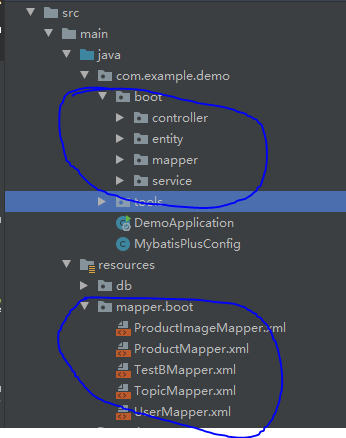 src
main
java
com.example.demo
boot
controller
entity
mapper
service
tools
DemoApplication
MybatisPlusConfig
resources
db
mapper.boot
ProductImageMapper.xml
ProductMapper.xml
TestBMapper.xml
TopicMapper.xml
UserMapper.xml